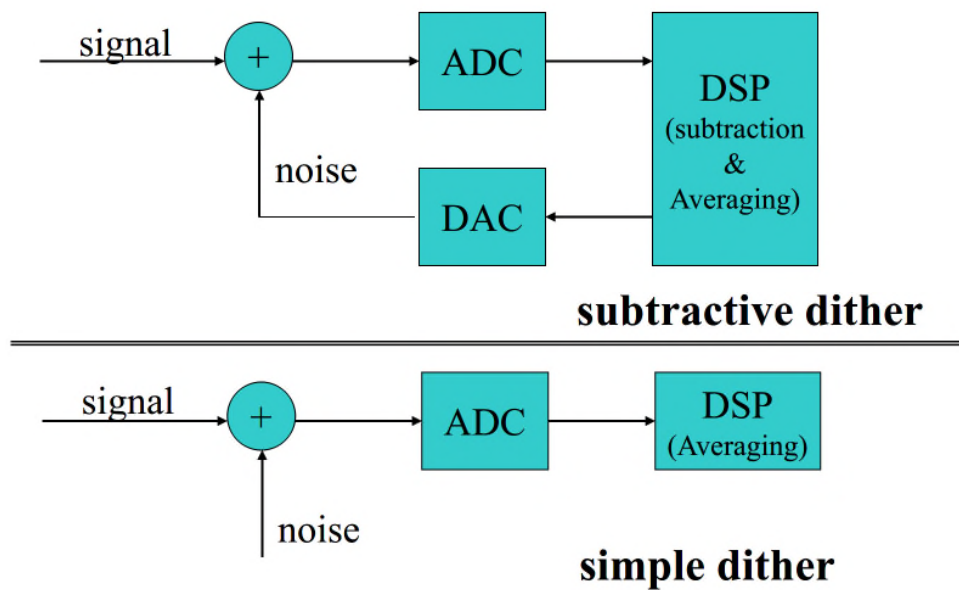 signal
+
ADC
DSP
(subtraction
&
Averaging)
noise
DAC
subtractive dither
signal
+
ADC
DSP
(Averaging)
noise
simple dither